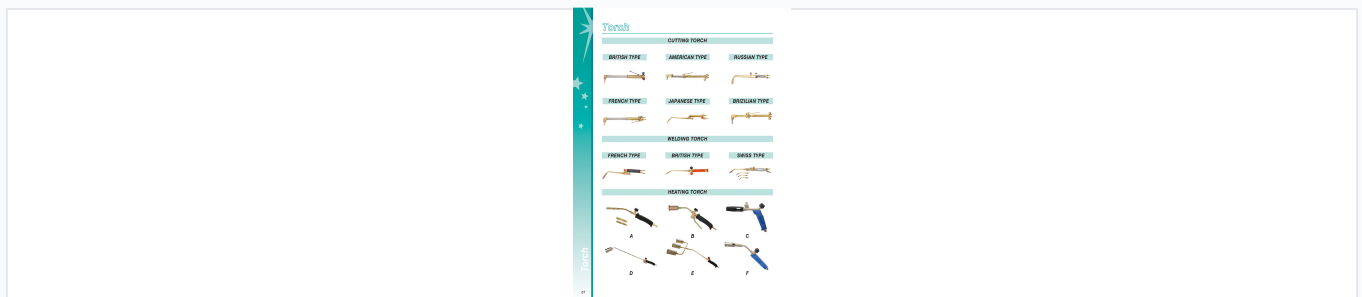 Torch
CUTTING TORCH
BRITISH TYPE
AMERICAN TYPE
RUSSIAN TYPE
FRENCH TYPE
JAPANESE TYPE
BRIZILIAN TYPE
WELDING TORCH
FRENCH TYPE
BRITISH TYPE
SWISS TYPE
HEATING TORCH
A
B
C
D
E
F
Torch